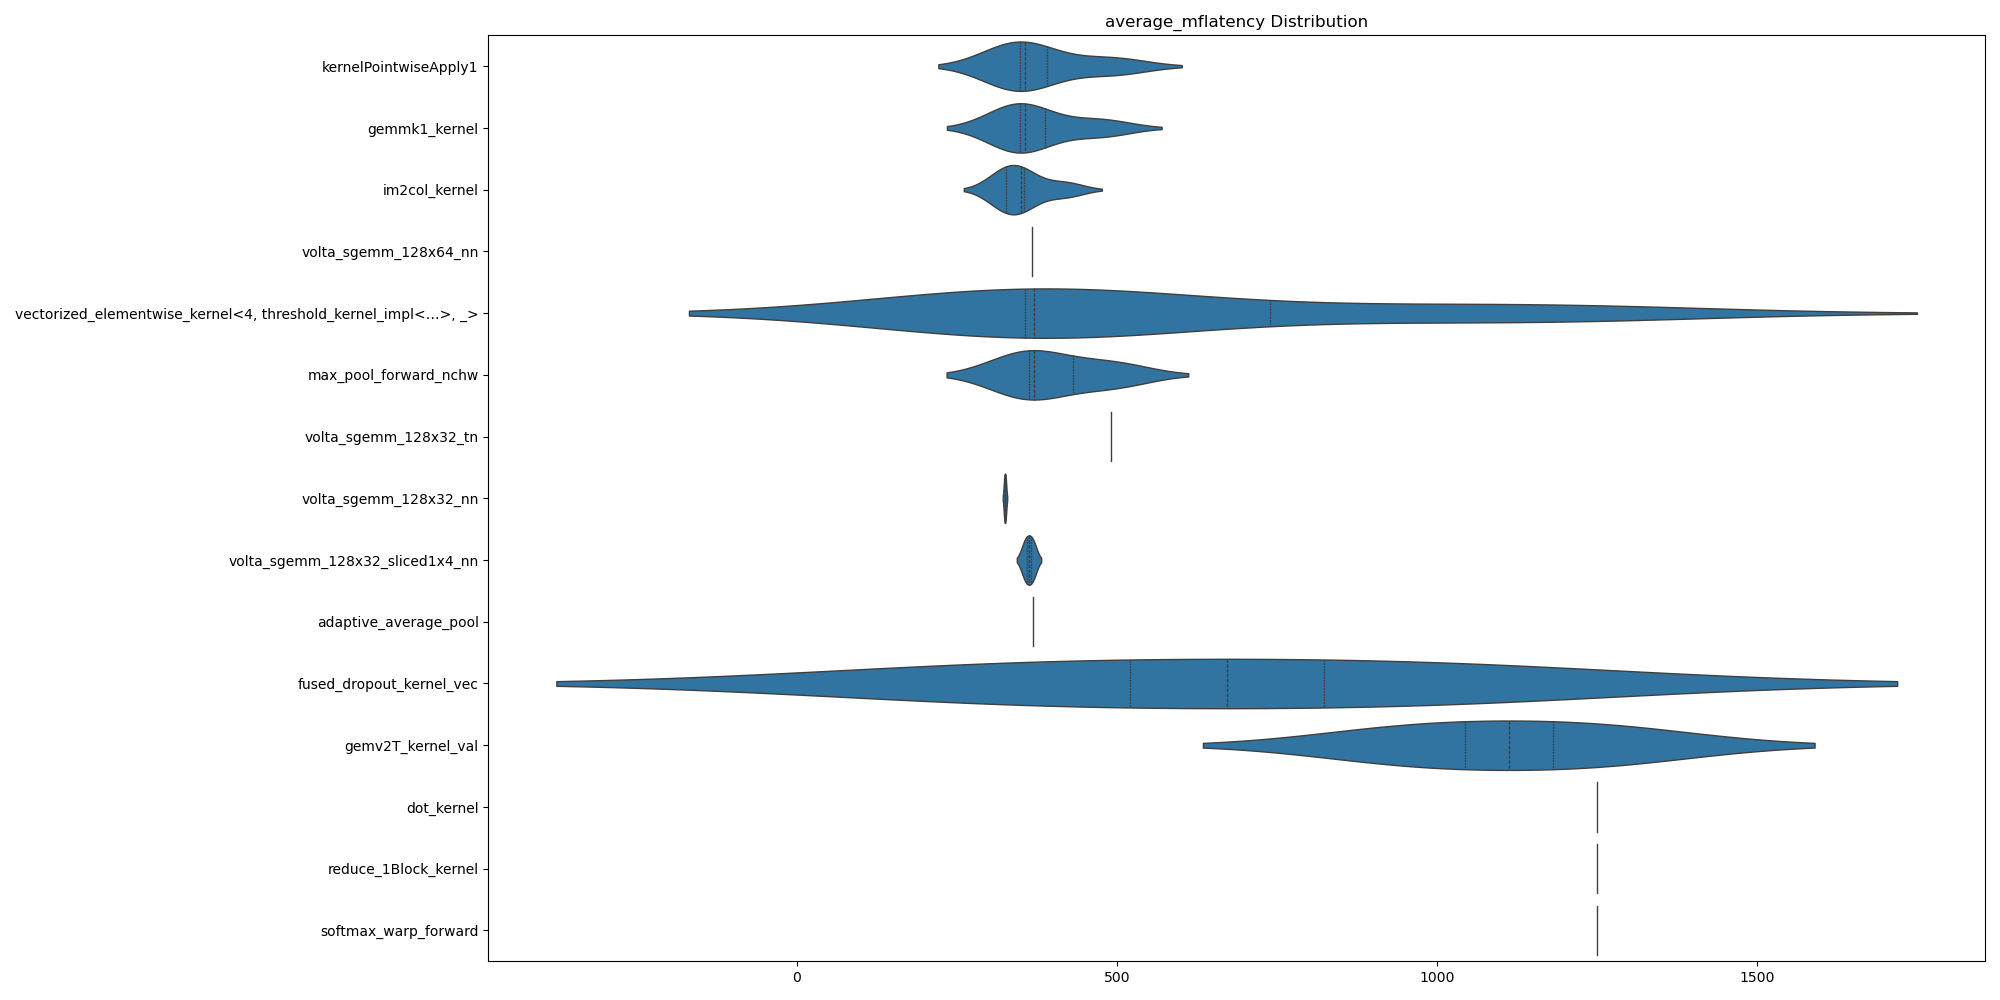 average_mflatency Distribution
kernelPointwiseApply1
gemmk1_kernel
im2col_kernel
volta_sgemm_128x64_nn
vectorized_elementwise_kernel<4, threshold_kernel_impl<...>, _>
max_pool_forward_nchw
volta_sgemm_128x32_tn
volta_sgemm_128x32_nn
volta_sgemm_128x32_sliced1x4_nn
adaptive_average_pool
fused_dropout_kernel_vec
gemv2T_kernel_val
dot_kernel
reduce_1Block_kernel
softmax_warp_forward
0 500 1000 1500